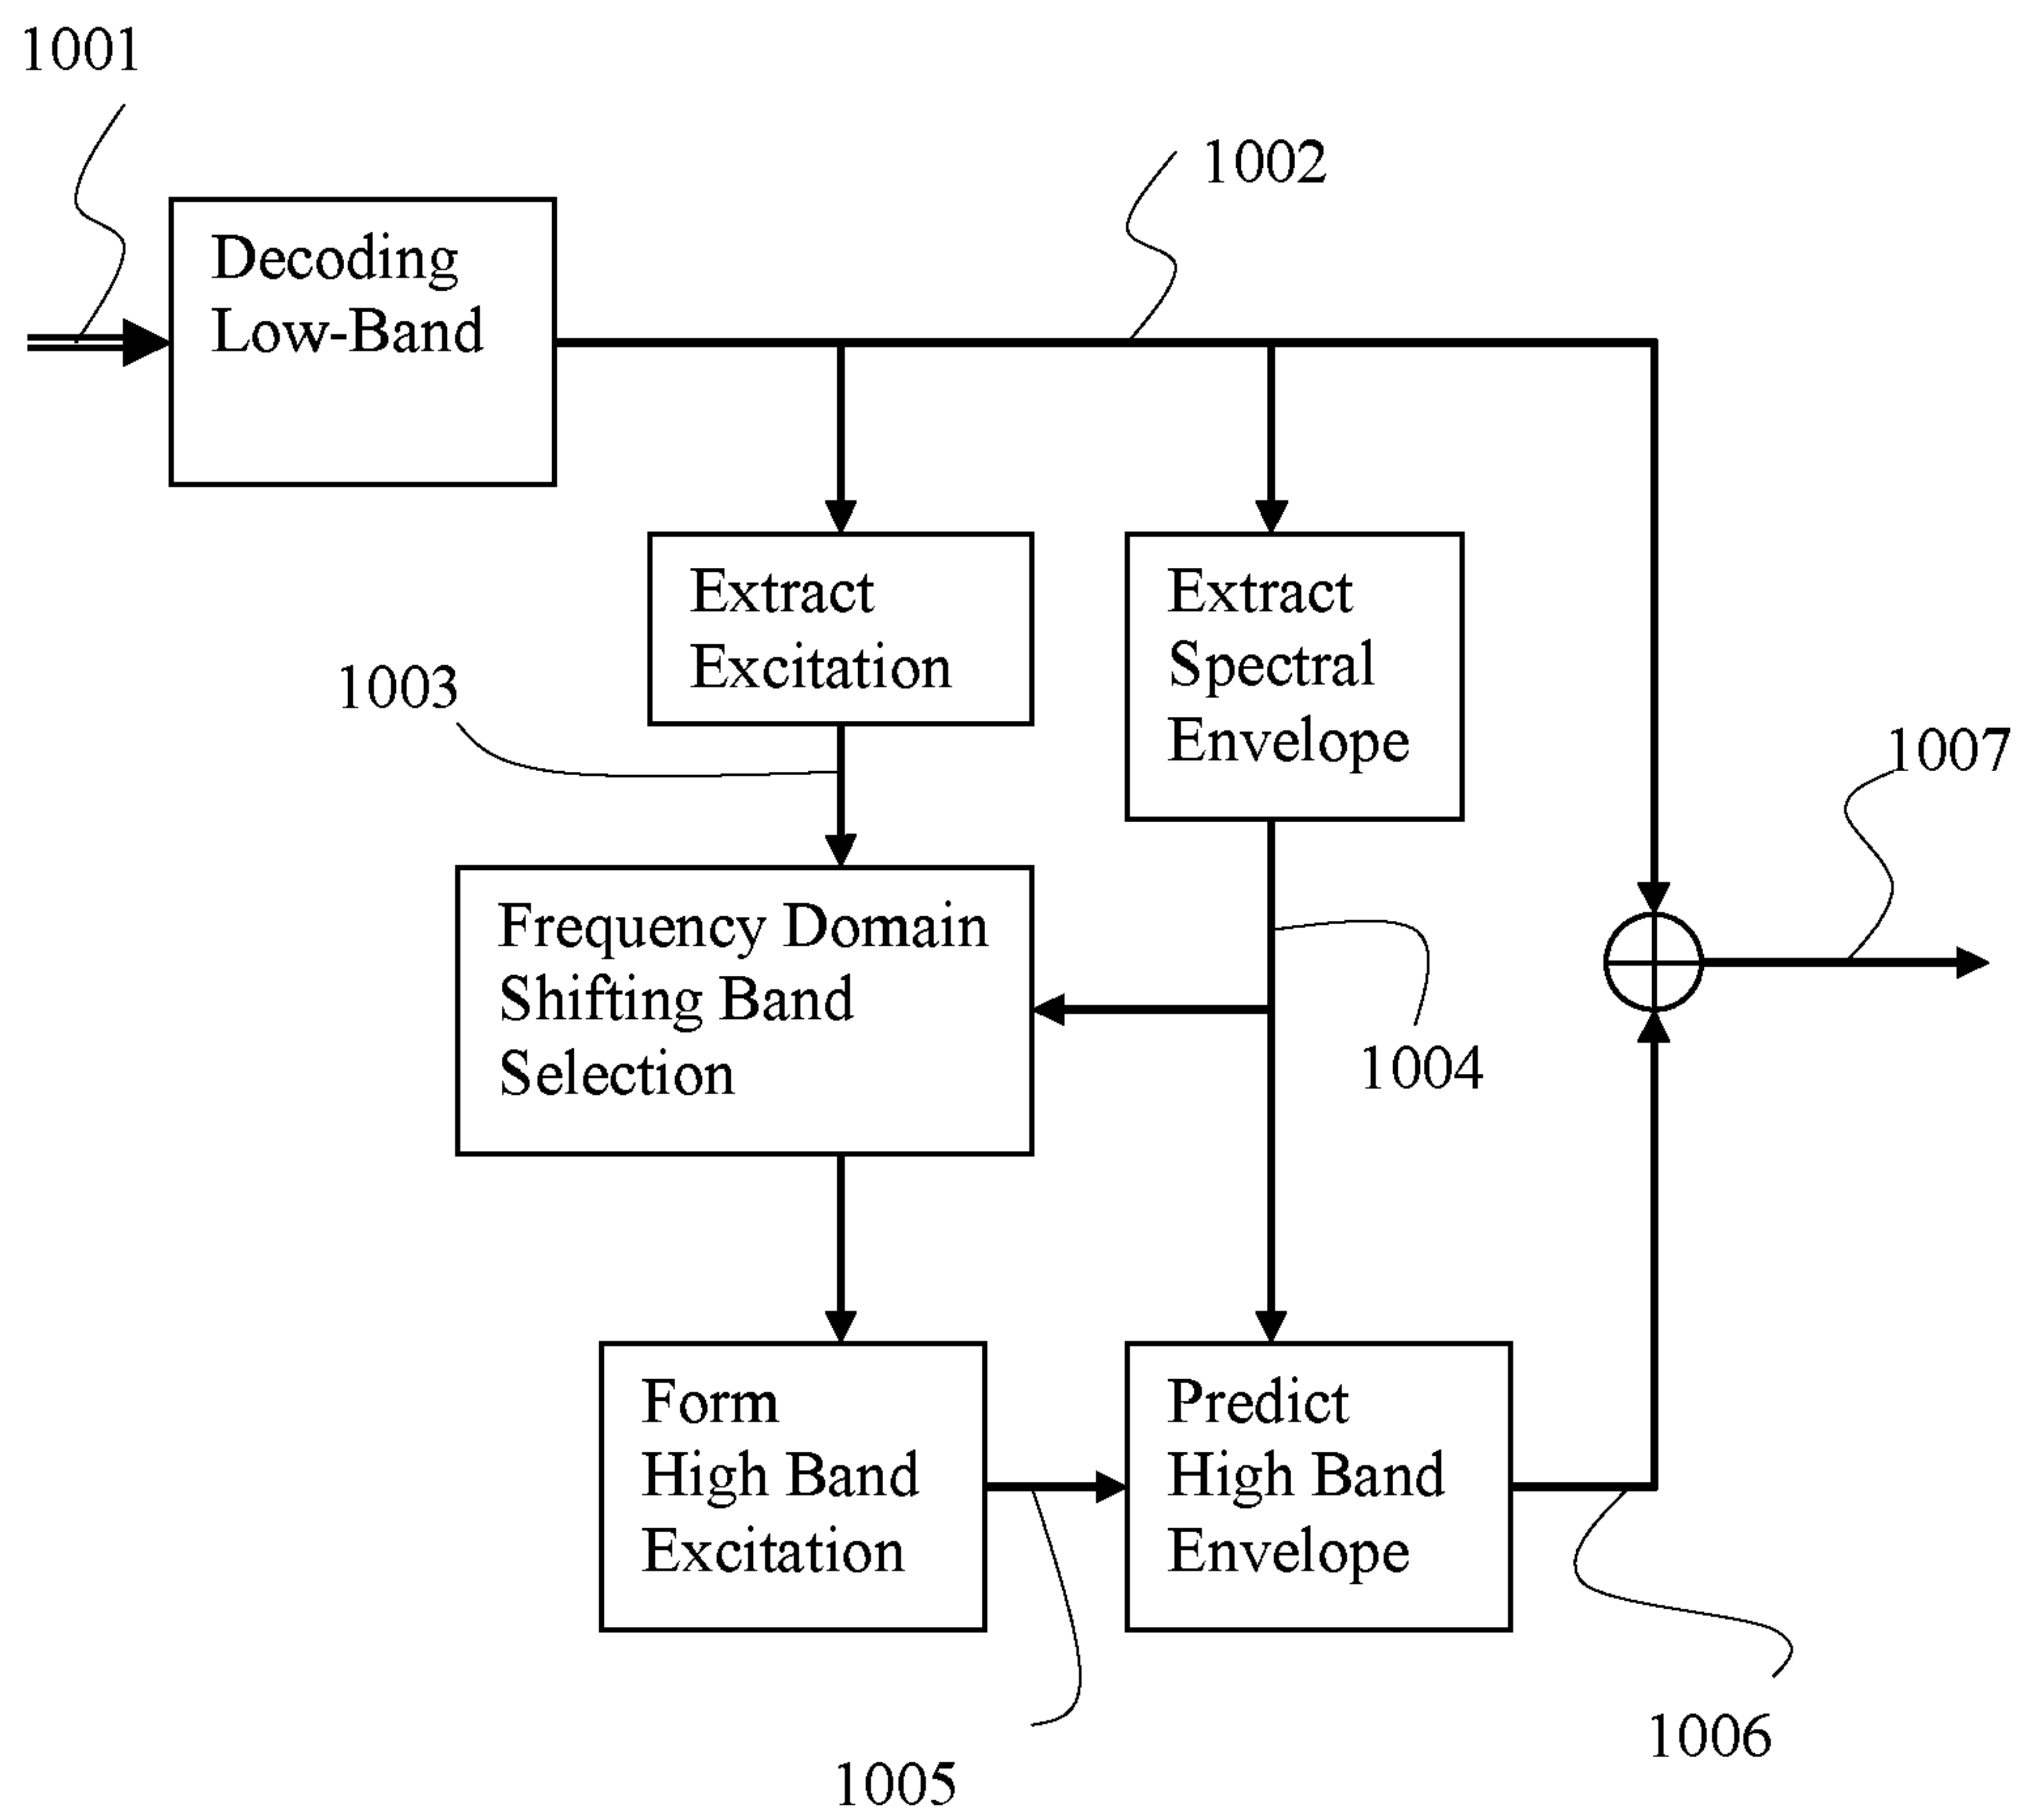 1001
1002
Decoding
Low-Band
Extract
Excitation
Extract
Spectral
Envelope
1003
1007
Frequency Domain
Shifting Band
Selection
1004
Form
High Band
Excitation
Predict
High Band
Envelope
1005
1006